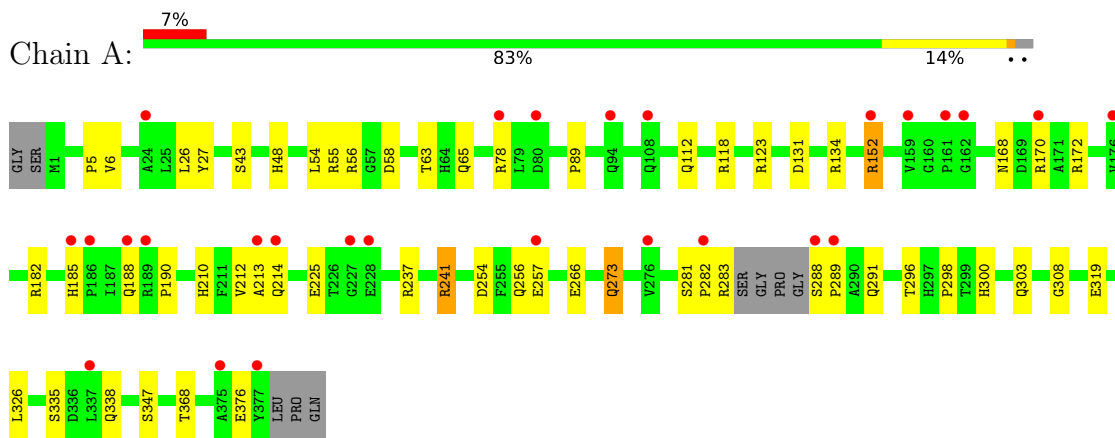 7%
Chain A:
83% 14% • •
GLY SER M1 P5 V6 A24 L25 L26 Y27 S43 H48 L54 R55 R56 G57 D58 T63 H64 Q65 R78 L79 D80 P89 Q94 Q108 Q112 R118 R123 D131 R134 R152 V159 G160 P161 G162 N168 D169 R170 A171 R172 V176
R182 H185 P186 I187 Q188 R189 P190 H210 F211 V212 A213 Q214 E225 T226 G227 E228 R237 R241 D254 F255 Q256 E257 E266 Q273 V276 S281 P282 R283 SER GLY PRO GLY S288 P289 A290 Q291 T296 H297 P298 T299 H300 Q303 G308 E319
L326 S335 D336 L337 Q338 S347 T368 A375 E376 Y377 LEU PRO GLN